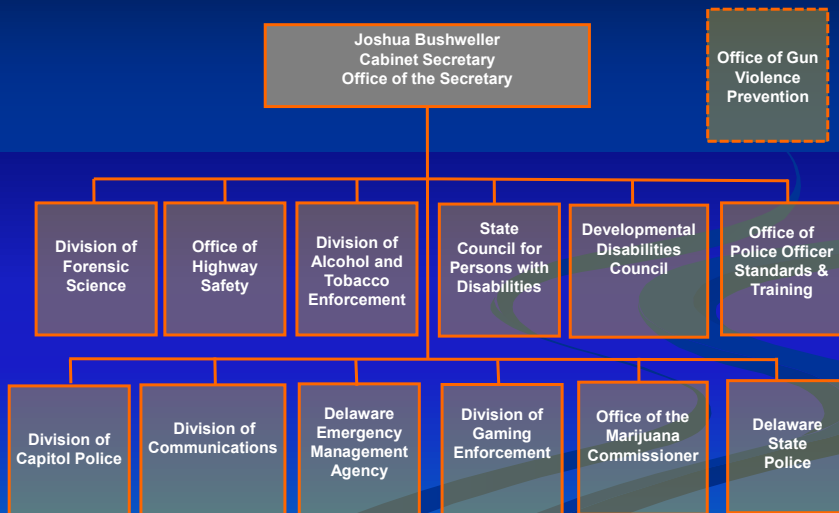 Joshua Bushweller
Cabinet Secretary
Office of the Secretary
Office of Gun
Violence
Prevention
Division of
Forensic
Science
Office of
Highway
Safety
Division of
Alcohol and
Tobacco
Enforcement
State
Council for
Persons with
Disabilities
Developmental
Disabilities
Council
Office of
Police Officer
Standards &
Training
Division of
Capitol Police
Division of
Communications
Delaware
Emergency
Management
Agency
Division of
Gaming
Enforcement
Office of the
Marijuana
Commissioner
Delaware
State
Police